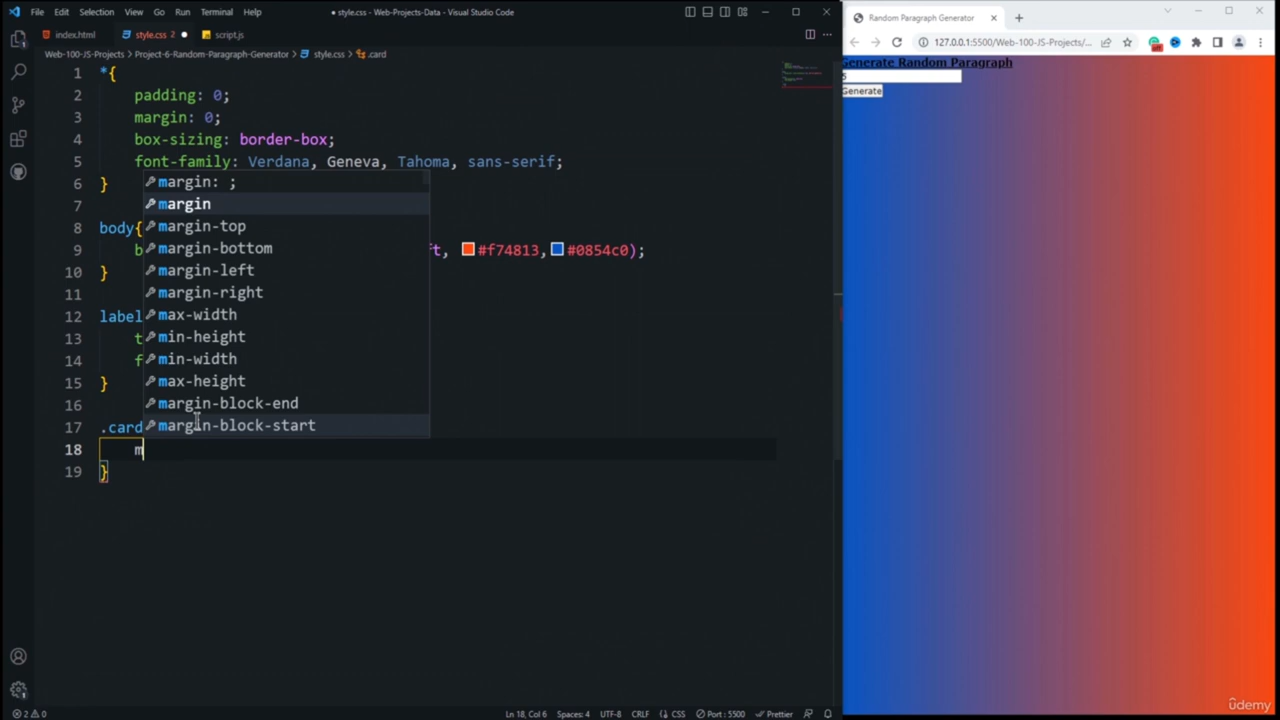 File Edit Selection View Go Run Terminal Help
● style.css - Web-Projects-Data - Visual Studio Code
index.html
style.css 2 ●
script.js
Web-100-JS-Projects > Project-6-Random-Paragraph-Generator > style.css > .card
1 *{
2 padding: 0;
3 margin: 0;
4 box-sizing: border-box;
5 font-family: Verdana, Geneva, Tahoma, sans-serif;
6 }
7
8 body{
9 b ft, #f74813,#0854c0);
10 }
11
12 label
13 t
14 f
15 }
16
17 .card
18 m
19 }
margin: ;
margin
margin-top
margin-bottom
margin-left
margin-right
max-width
min-height
min-width
max-height
margin-block-end
margin-block-start
2 0
Ln 18, Col 6 Spaces: 4 UTF-8 CRLF CSS Port : 5500 Prettier
Random Paragraph Generator
127.0.0.1:5500/Web-100-JS-Projects/...
Generate Random Paragraph
5
Generate
udemy